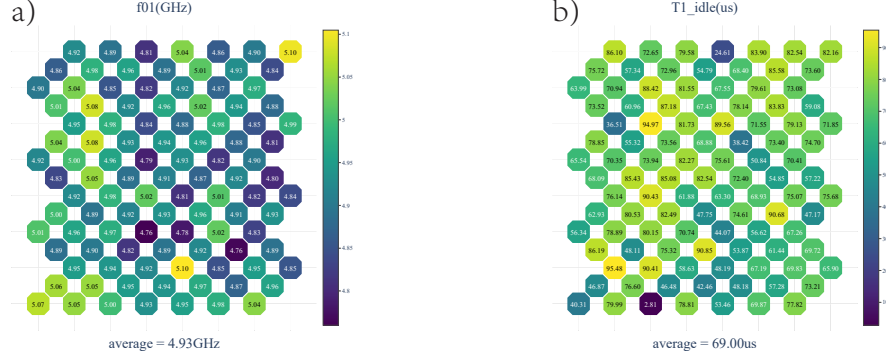 a)
f01(GHz)
4.92 4.89 4.81 5.04 4.86 4.90 5.10
4.86 4.98 4.96 4.93 5.01 4.93 4.84
4.90 5.04 4.85 4.82 4.92 4.87 4.97
5.01 5.08 4.92 4.96 5.02 4.94 4.89
4.95 4.98 4.94 4.88 4.98 4.85 4.99
5.04 5.08 4.93 4.94 4.96 4.88 4.81
4.92 5.00 4.96 4.79 4.93 4.82 4.90
4.83 5.05 4.89 4.91 4.87 4.92 4.80
4.92 4.98 5.02 4.81 4.85 4.82 4.84
5.00 4.89 4.92 4.94 4.96 5.01 4.93
5.01 4.97 4.76 4.78 5.02 4.83
4.89 4.90 4.82 4.89 4.92 4.76 4.88
4.95 4.94 4.95 5.10 4.85 4.91 4.85
5.06 5.05 4.95 4.94 4.95 4.87 4.96
5.07 5.05 5.00 4.93 4.95 4.98 5.04
5.1
5.05
5
4.95
4.9
4.85
4.8
average = 4.93GHz
b)
T1_idle(us)
86.10 72.65 79.58 24.61 83.90 82.54 82.16
75.72 57.34 72.96 54.79 68.40 85.58 73.60
63.99 70.94 88.42 81.55 67.55 79.61 73.08
73.52 60.96 87.18 67.43 78.14 83.83 59.08
36.51 94.97 81.73 89.56 71.55 79.13 71.85
78.85 55.32 73.56 68.88 38.42 73.40 74.70
65.54 70.35 73.94 82.27 75.61 50.84 70.41
68.09 85.43 85.08 82.54 72.40 54.85 57.22
76.14 90.43 61.88 63.30 68.93 75.07 75.68
62.93 80.53 82.49 47.75 74.61 90.68 47.17
56.34 78.89 80.15 70.74 44.07 56.62 67.26
86.19 48.11 75.32 90.85 53.87 61.44 69.72
95.48 90.41 58.63 48.19 67.19 69.83 65.90
46.87 76.60 46.48 42.46 48.18 57.28 73.21
40.31 79.99 2.81 78.81 53.46 69.87 77.82
average = 69.00us